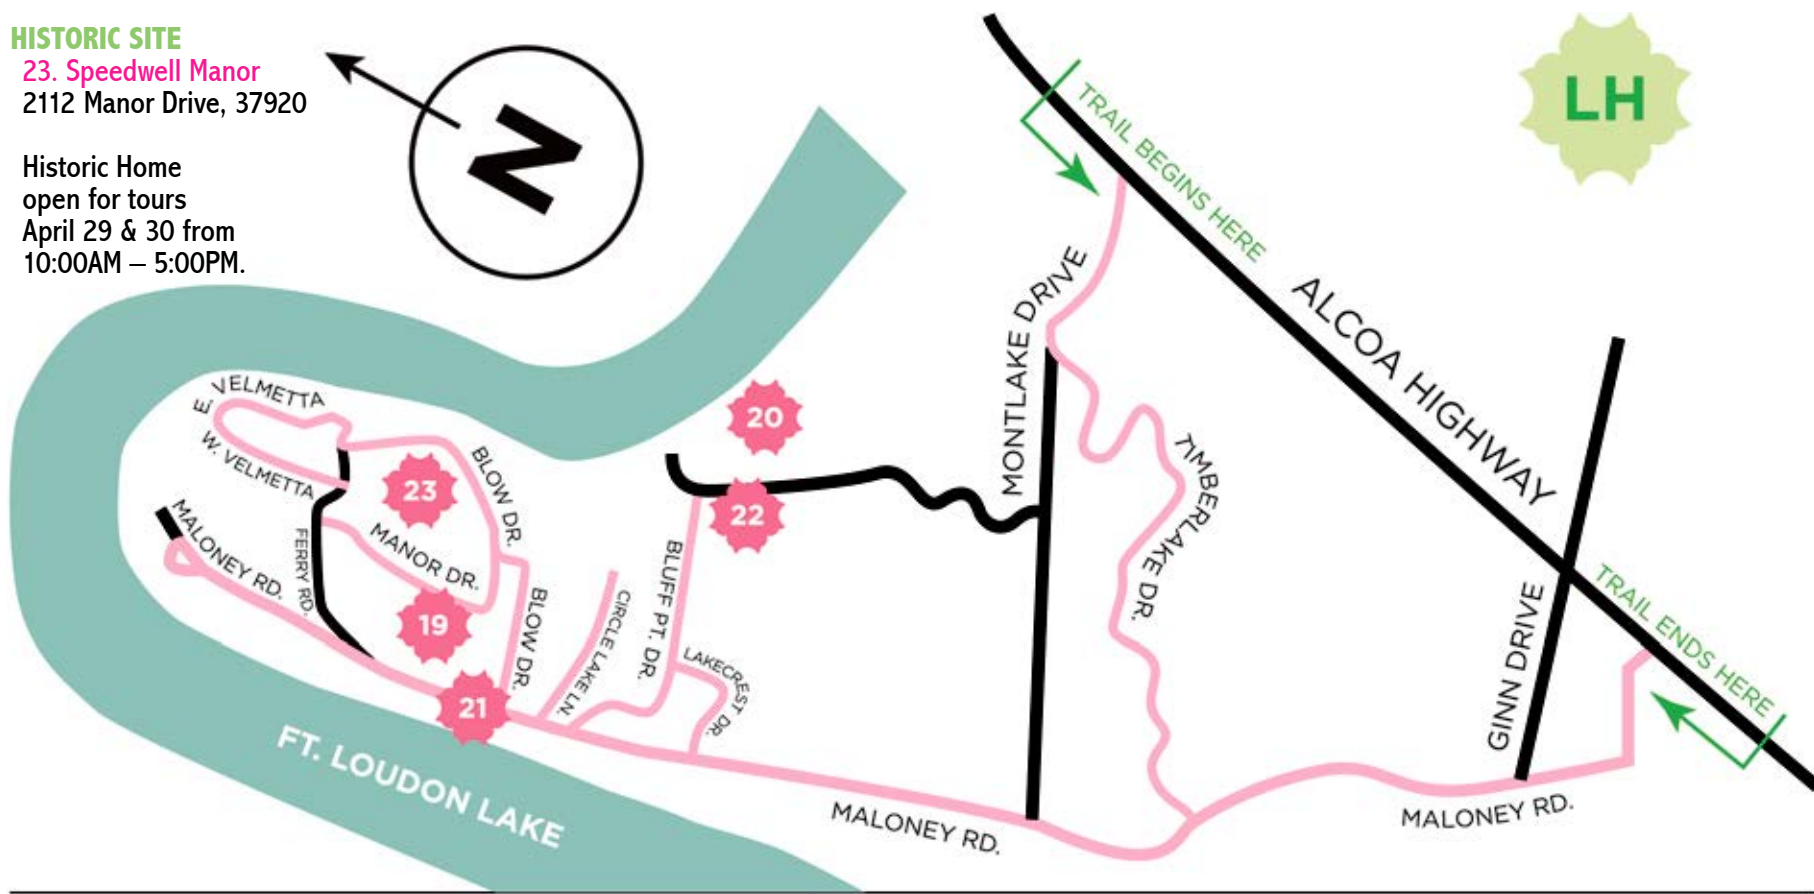 HISTORIC SITE
23. Speedwell Manor
2112 Manor Drive, 37920
Historic Home
open for tours
April 29 & 30 from
10:00AM – 5:00PM.
N
LH
TRAIL BEGINS HERE
ALCOA HIGHWAY
MONTLAKE DRIVE
TIMBERLAKE DR.
GINN DRIVE
TRAIL ENDS HERE
MALONEY RD.
MALONEY RD.
20
22
E. VELMETTA
W. VELMETTA
23
BLOW DR.
MALONEY RD.
FERRY RD.
MANOR DR.
19
BLOW DR.
CIRCLE LAKE LN.
BLUFF PT. DR.
LAKECREST DR.
21
FT. LOUDON LAKE